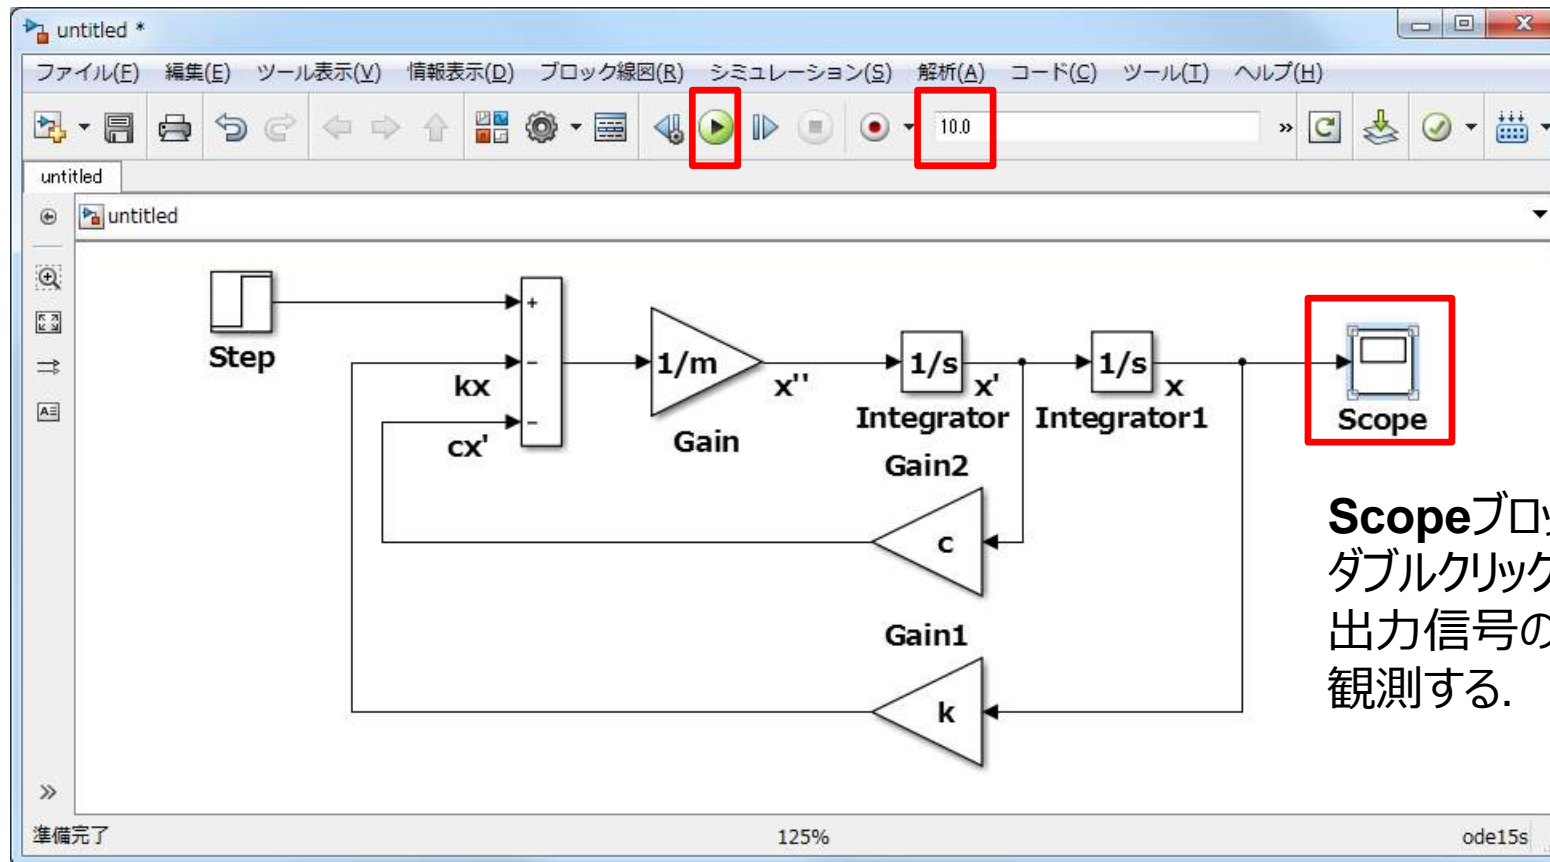 untitled *
ファイル(F) 編集(E) ツール表示(V) 情報表示(D) ブロック線図(R) シミュレーション(S) 解析(A) コード(C) ツール(T) ヘルプ(H)
10.0
»
untitled
untitled
Step
+
−
−
kx
cx'
1/m
Gain
x''
1/s
x'
Integrator
1/s
x
Integrator1
Scope
Gain2
c
Gain1
k
Scopeブロッ
ダブルクリック
出力信号の
観測する.
»
準備完了 125% ode15s